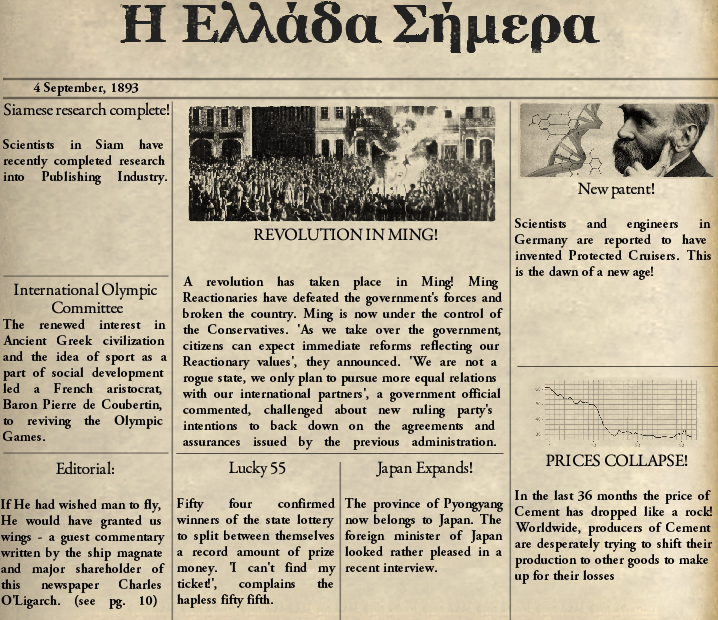 Η Ελλάδα Σήμερα
4 September, 1893
Siamese research complete!
Scientists in Siam have
recently completed research
into Publishing Industry.
International Olympic
Committee
The renewed interest in
Ancient Greek civilization
and the idea of sport as a
part of social development
led a French aristocrat,
Baron Pierre de Coubertin,
to reviving the Olympic
Games.
Editorial:
If He had wished man to fly,
He would have granted us
wings - a guest commentary
written by the ship magnate
and major shareholder of
this newspaper Charles
O'Ligarch. (see pg. 10)
REVOLUTION IN MING!
A revolution has taken place in Ming! Ming
Reactionaries have defeated the government's forces and
broken the country. Ming is now under the control of
the Conservatives. 'As we take over the government,
citizens can expect immediate reforms reflecting our
Reactionary values', they announced. 'We are not a
rogue state, we only plan to pursue more equal relations
with our international partners', a government official
commented, challenged about new ruling party's
intentions to back down on the agreements and
assurances issued by the previous administration.
Lucky 55
Fifty four confirmed
winners of the state lottery
to split between themselves
a record amount of prize
money. 'I can't find my
ticket!', complains the
hapless fifty fifth.
Japan Expands!
The province of Pyongyang
now belongs to Japan. The
foreign minister of Japan
looked rather pleased in a
recent interview.
New patent!
Scientists and engineers in
Germany are reported to have
invented Protected Cruisers. This
is the dawn of a new age!
PRICES COLLAPSE!
In the last 36 months the price of
Cement has dropped like a rock!
Worldwide, producers of Cement
are desperately trying to shift their
production to other goods to make
up for their losses